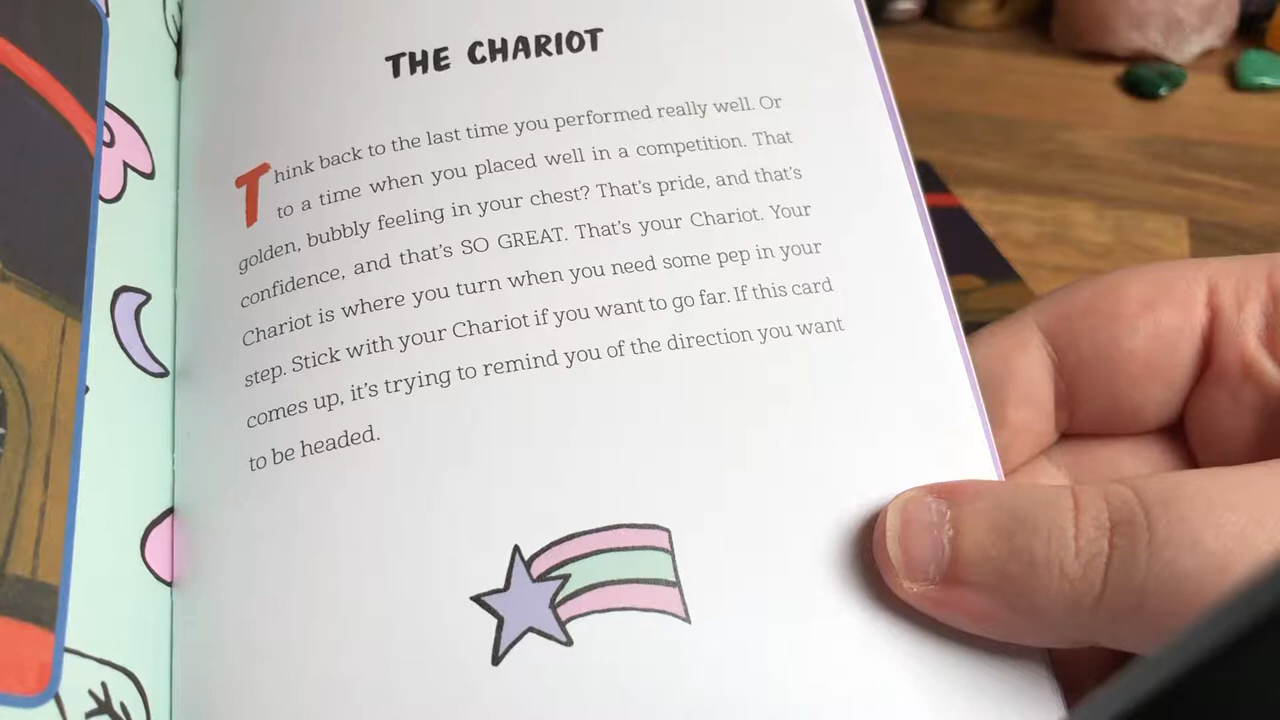 THE CHARIOT
Think back to the last time you performed really well. Or
to a time when you placed well in a competition. That
golden, bubbly feeling in your chest? That's pride, and that's
confidence, and that's SO GREAT. That's your Chariot. Your
Chariot is where you turn when you need some pep in your
step. Stick with your Chariot if you want to go far. If this card
comes up, it's trying to remind you of the direction you want
to be headed.